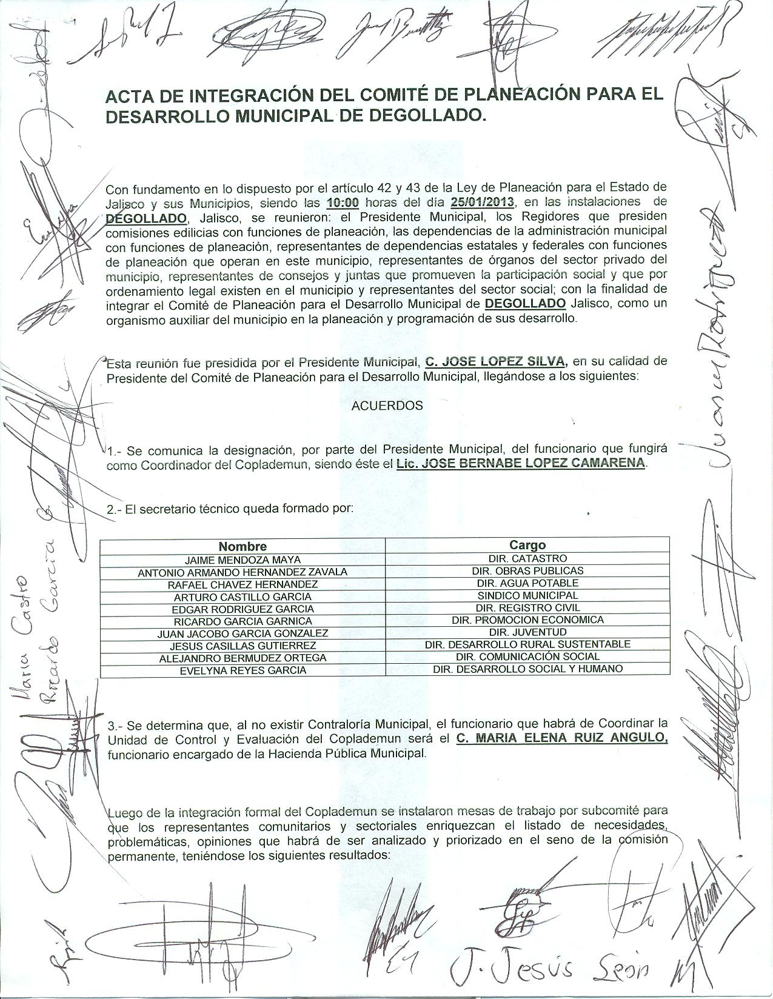 ACTA DE INTEGRACIÓN DEL COMITÉ DE PLANEACIÓN PARA EL
DESARROLLO MUNICIPAL DE DEGOLLADO.
Con fundamento en lo dispuesto por el artículo 42 y 43 de la Ley de Planeación para el Estado de
Jalisco y sus Municipios, siendo las 10:00 horas del día 25/01/2013, en las instalaciones de
DEGOLLADO, Jalisco, se reunieron: el Presidente Municipal, los Regidores que presiden
comisiones edilicias con funciones de planeación, las dependencias de la administración municipal
con funciones de planeación, representantes de dependencias estatales y federales con funciones
de planeación que operan en este municipio, representantes de órganos del sector privado del
municipio, representantes de consejos y juntas que promueven la participación social y que por
ordenamiento legal existen en el municipio y representantes del sector social; con la finalidad de
integrar el Comité de Planeación para el Desarrollo Municipal de DEGOLLADO Jalisco, como un
organismo auxiliar del municipio en la planeación y programación de sus desarrollo.
Esta reunión fue presidida por el Presidente Municipal, C. JOSE LOPEZ SILVA, en su calidad de
Presidente del Comité de Planeación para el Desarrollo Municipal, llegándose a los siguientes:
ACUERDOS
1.- Se comunica la designación, por parte del Presidente Municipal, del funcionario que fungirá
como Coordinador del Coplademun, siendo éste el Lic. JOSE BERNABE LOPEZ CAMARENA.
2.- El secretario técnico queda formado por:
Nombre Cargo
JAIME MENDOZA MAYA DIR. CATASTRO
ANTONIO ARMANDO HERNANDEZ ZAVALA DIR. OBRAS PUBLICAS
RAFAEL CHAVEZ HERNANDEZ DIR. AGUA POTABLE
ARTURO CASTILLO GARCIA SINDICO MUNICIPAL
EDGAR RODRIGUEZ GARCIA DIR. REGISTRO CIVIL
RICARDO GARCIA GARNICA DIR. PROMOCION ECONOMICA
JUAN JACOBO GARCIA GONZALEZ DIR. JUVENTUD
JESUS CASILLAS GUTIERREZ DIR. DESARROLLO RURAL SUSTENTABLE
ALEJANDRO BERMUDEZ ORTEGA DIR. COMUNICACIÓN SOCIAL
EVELYNA REYES GARCIA DIR. DESARROLLO SOCIAL Y HUMANO
3.- Se determina que, al no existir Contraloría Municipal, el funcionario que habrá de Coordinar la
Unidad de Control y Evaluación del Coplademun será el C. MARIA ELENA RUIZ ANGULO,
funcionario encargado de la Hacienda Pública Municipal.
Luego de la integración formal del Coplademun se instalaron mesas de trabajo por subcomité para
que los representantes comunitarios y sectoriales enriquezcan el listado de necesidades,
problemáticas, opiniones que habrá de ser analizado y priorizado en el seno de la comisión
permanente, teniéndose los siguientes resultados:
Maria Castro
Ricardo Garcia G
J. Jesús León